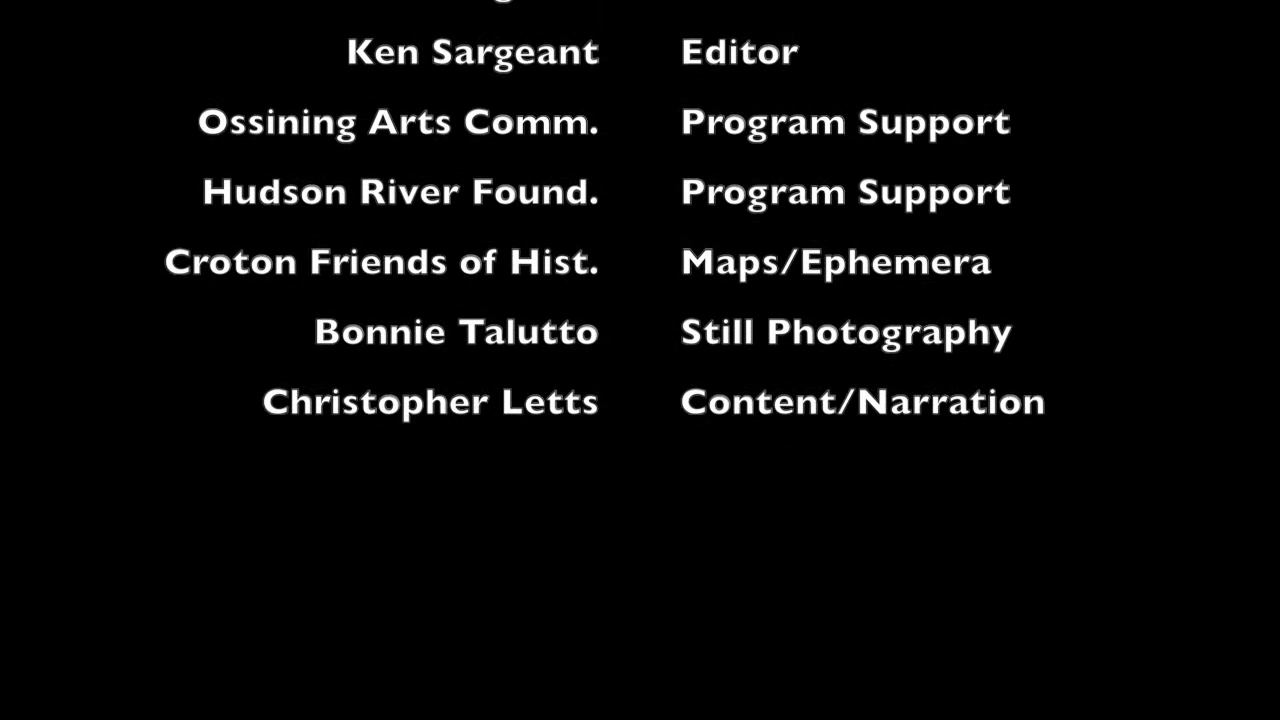 Ken Sargeant Editor
Ossining Arts Comm. Program Support
Hudson River Found. Program Support
Croton Friends of Hist. Maps/Ephemera
Bonnie Talutto Still Photography
Christopher Letts Content/Narration